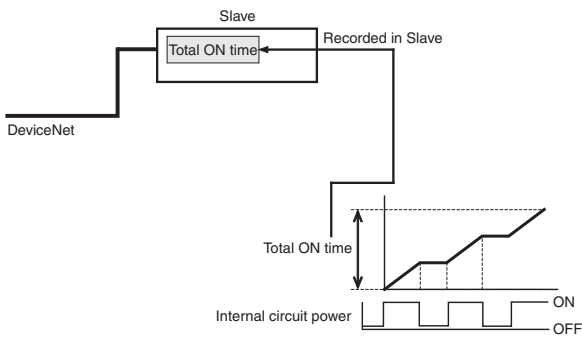 Slave
Total ON time
Recorded in Slave
DeviceNet
Total ON time
Internal circuit power
ON
OFF